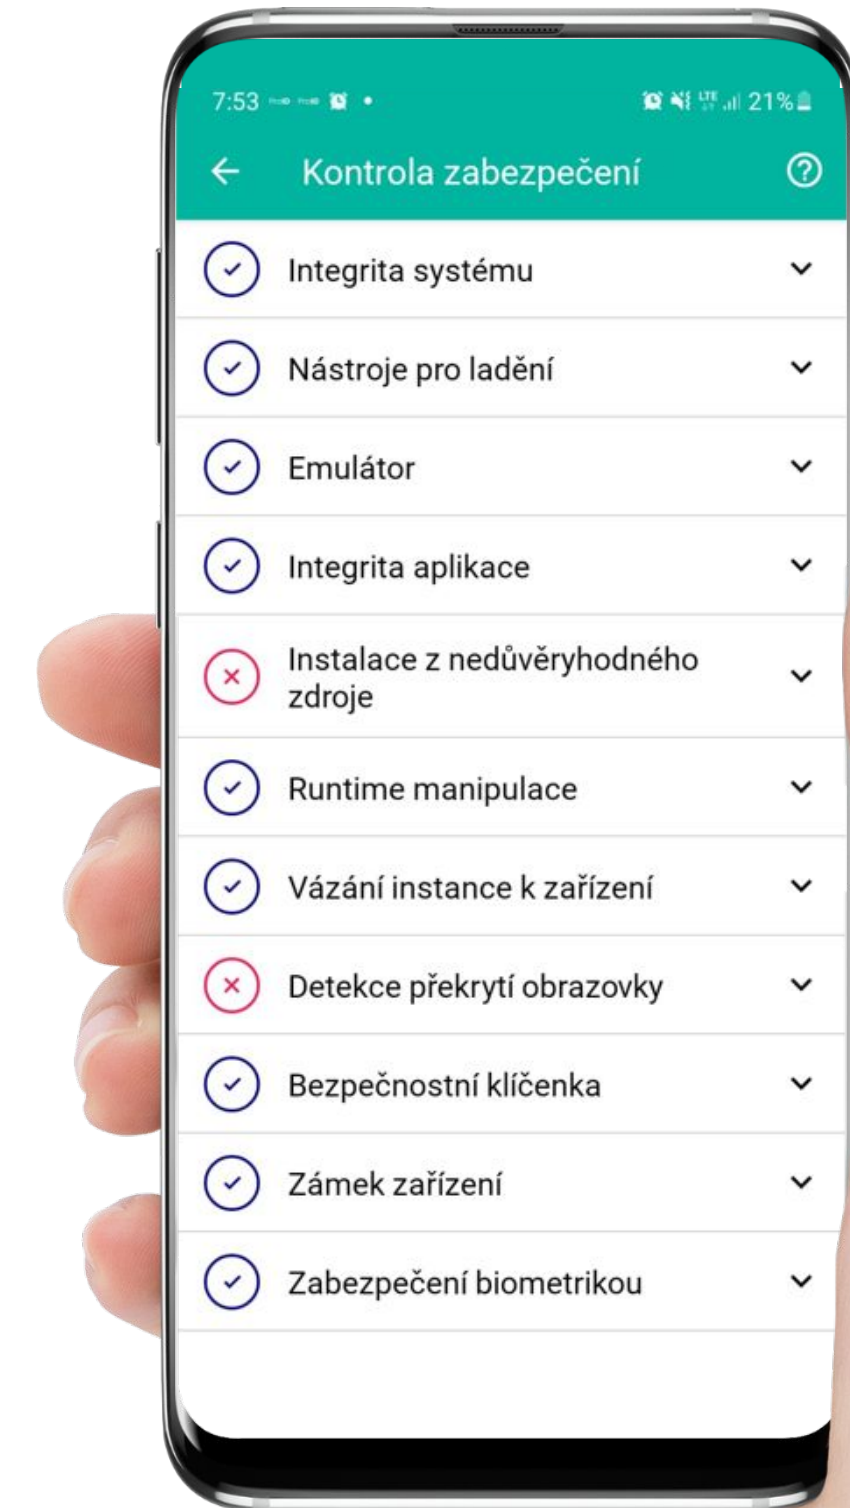 7:53
LTE 21%
Kontrola zabezpečení
Integrita systému
Nástroje pro ladění
Emulátor
Integrita aplikace
Instalace z nedůvěryhodného
zdroje
Runtime manipulace
Vázání instance k zařízení
Detekce překrytí obrazovky
Bezpečnostní klíčenka
Zámek zařízení
Zabezpečení biometrikou